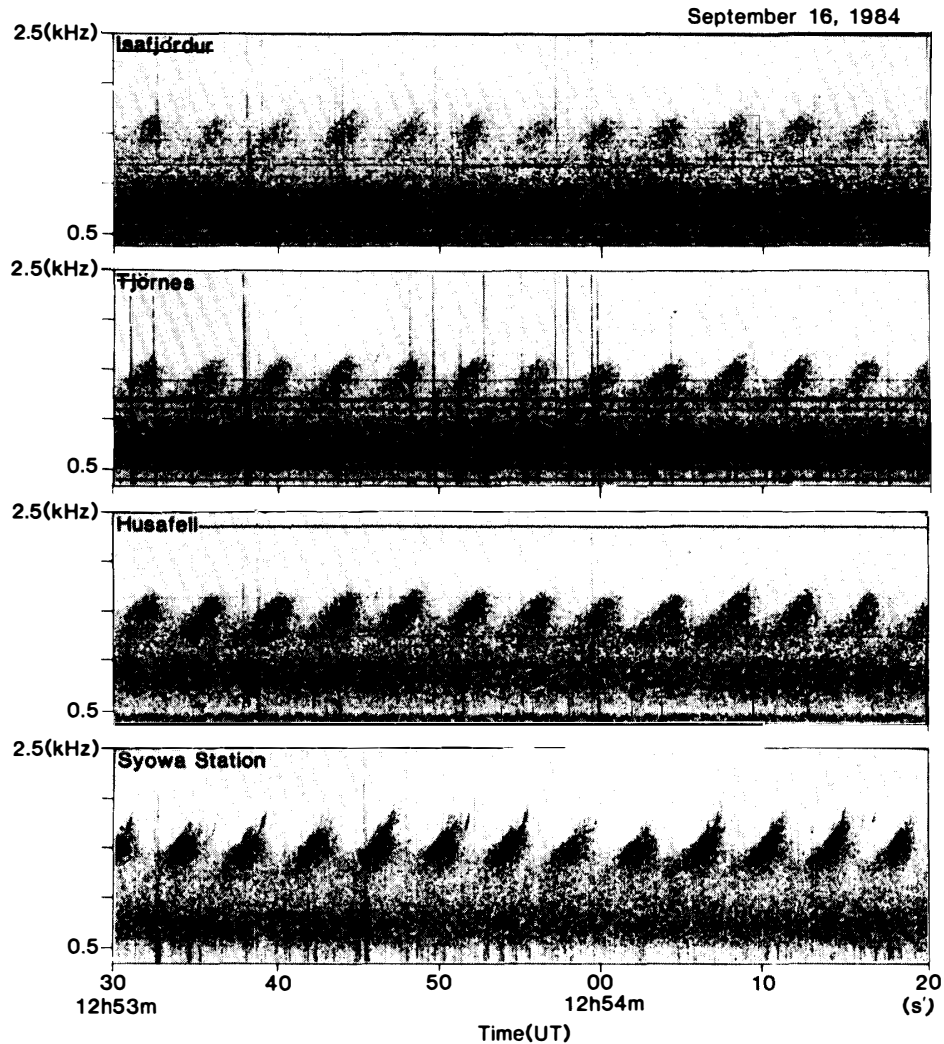 September 16, 1984
2.5(kHz)
Isafjördur
0.5
2.5(kHz)
Tjörnes
0.5
2.5(kHz)
Husafell
0.5
2.5(kHz)
Syowa Station
0.5
30 40 50 00 10 20
12h53m 12h54m (s)
Time(UT)